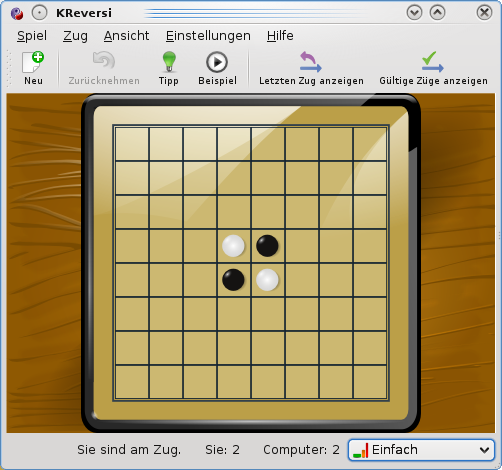 KReversi
Spiel Zug Ansicht Einstellungen Hilfe
Neu Zurücknehmen Tipp Beispiel Letzten Zug anzeigen Gültige Züge anzeigen
Sie sind am Zug. Sie: 2 Computer: 2 Einfach